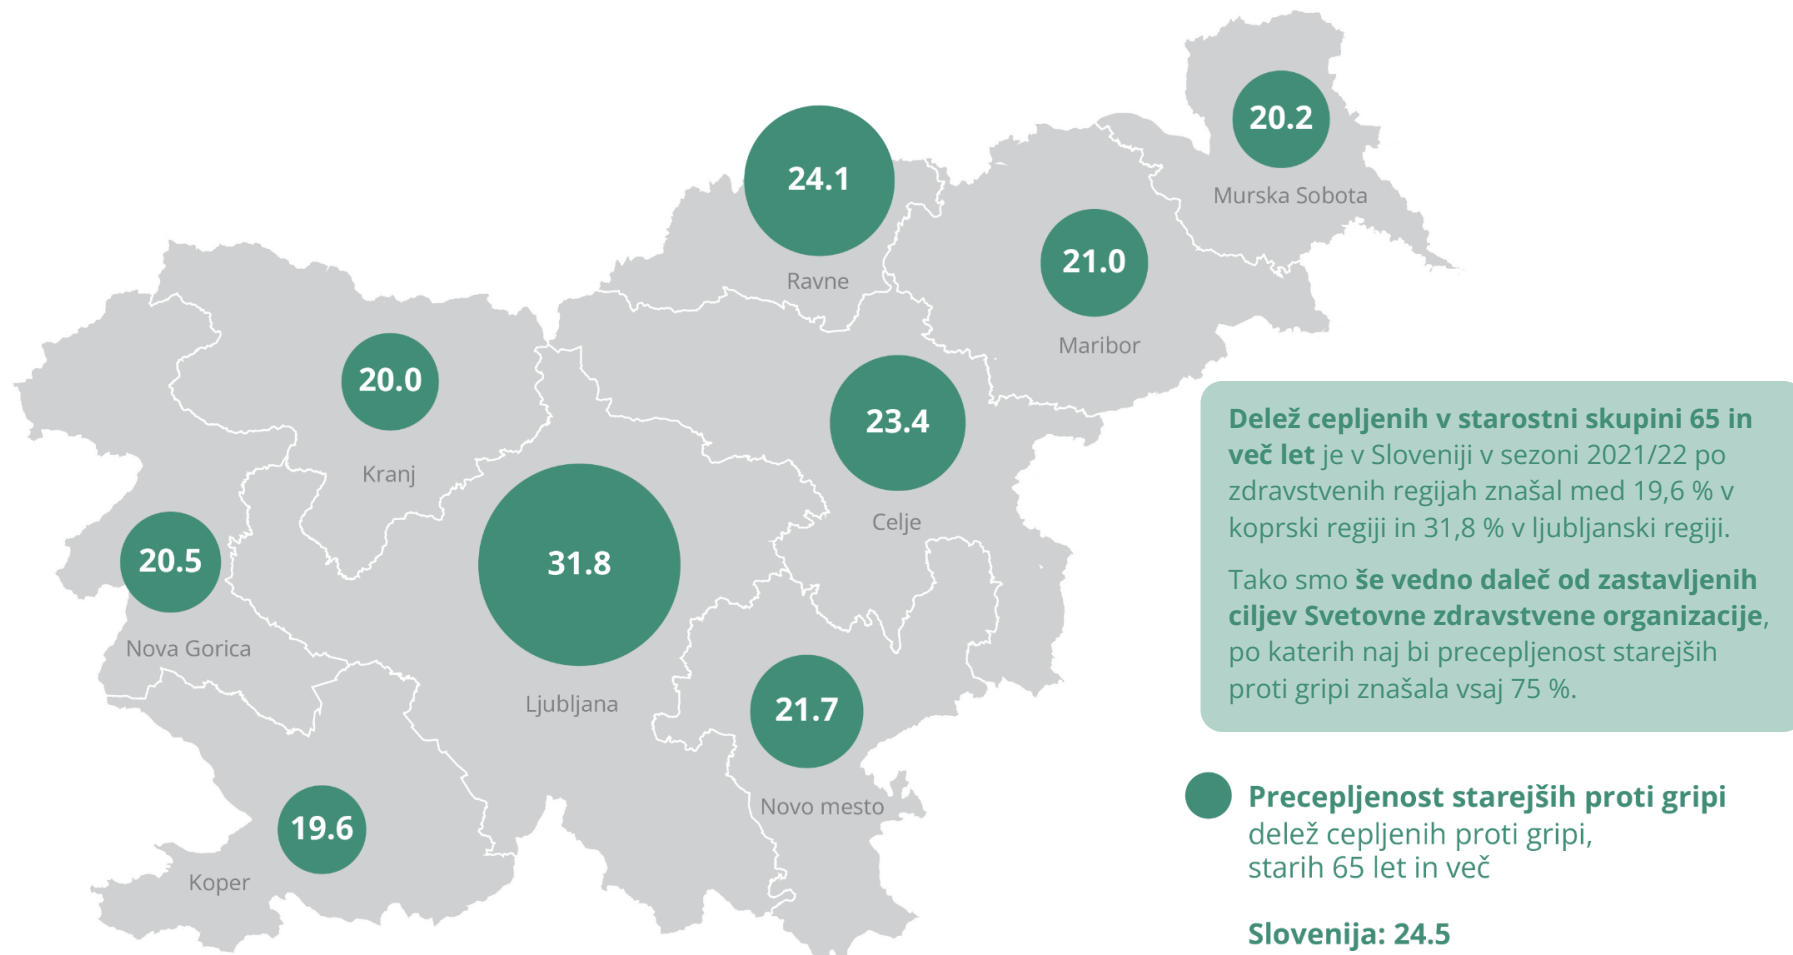 20.2
Murska Sobota
24.1
Ravne
21.0
Maribor
20.0
Kranj
23.4
Celje
20.5
Nova Gorica
31.8
Ljubljana
21.7
Novo mesto
19.6
Koper
Delež cepljenih v starostni skupini 65 in
več let je v Sloveniji v sezoni 2021/22 po
zdravstvenih regijah znašal med 19,6 % v
koprski regiji in 31,8 % v ljubljanski regiji.
Tako smo še vedno daleč od zastavljenih
ciljev Svetovne zdravstvene organizacije,
po katerih naj bi precepljenost starejših
proti gripi znašala vsaj 75 %.
Precepljenost starejših proti gripi
delež cepljenih proti gripi,
starih 65 let in več
Slovenija: 24.5